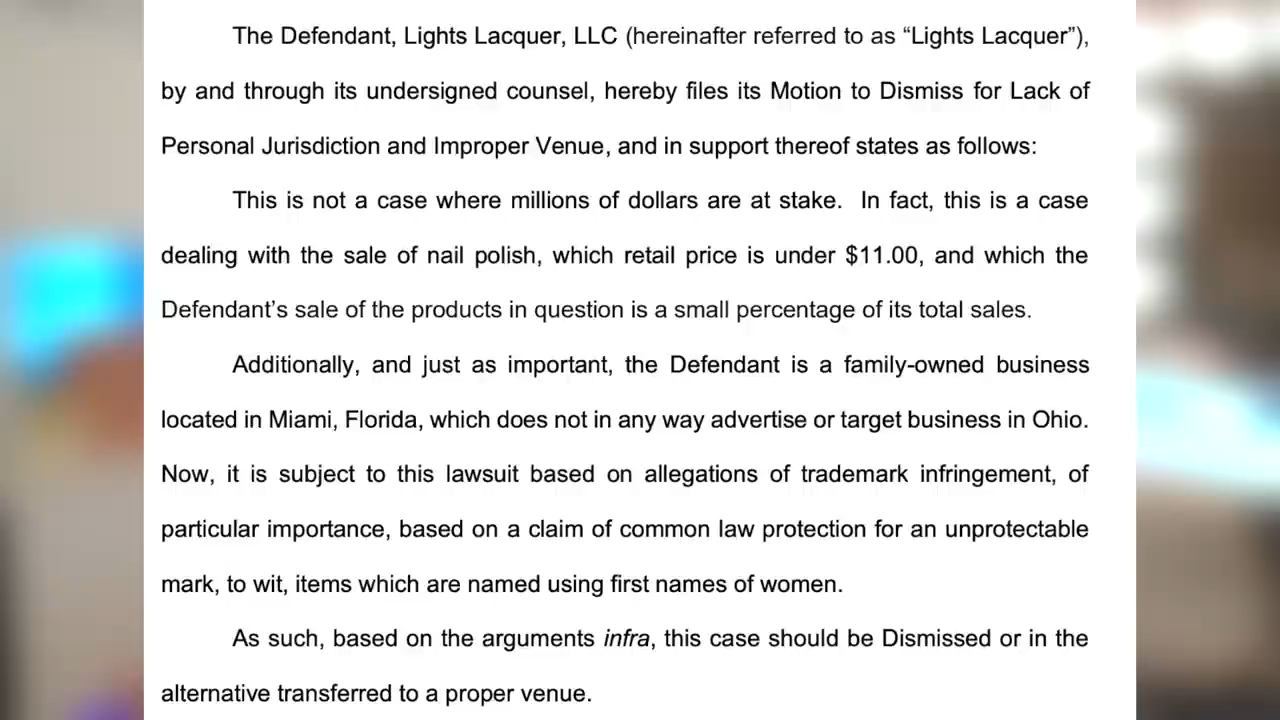 The Defendant, Lights Lacquer, LLC (hereinafter referred to as “Lights Lacquer”),
by and through its undersigned counsel, hereby files its Motion to Dismiss for Lack of
Personal Jurisdiction and Improper Venue, and in support thereof states as follows:
This is not a case where millions of dollars are at stake.  In fact, this is a case
dealing with the sale of nail polish, which retail price is under $11.00, and which the
Defendant’s sale of the products in question is a small percentage of its total sales.
Additionally, and just as important, the Defendant is a family-owned business
located in Miami, Florida, which does not in any way advertise or target business in Ohio.
Now, it is subject to this lawsuit based on allegations of trademark infringement, of
particular importance, based on a claim of common law protection for an unprotectable
mark, to wit, items which are named using first names of women.
As such, based on the arguments infra, this case should be Dismissed or in the
alternative transferred to a proper venue.